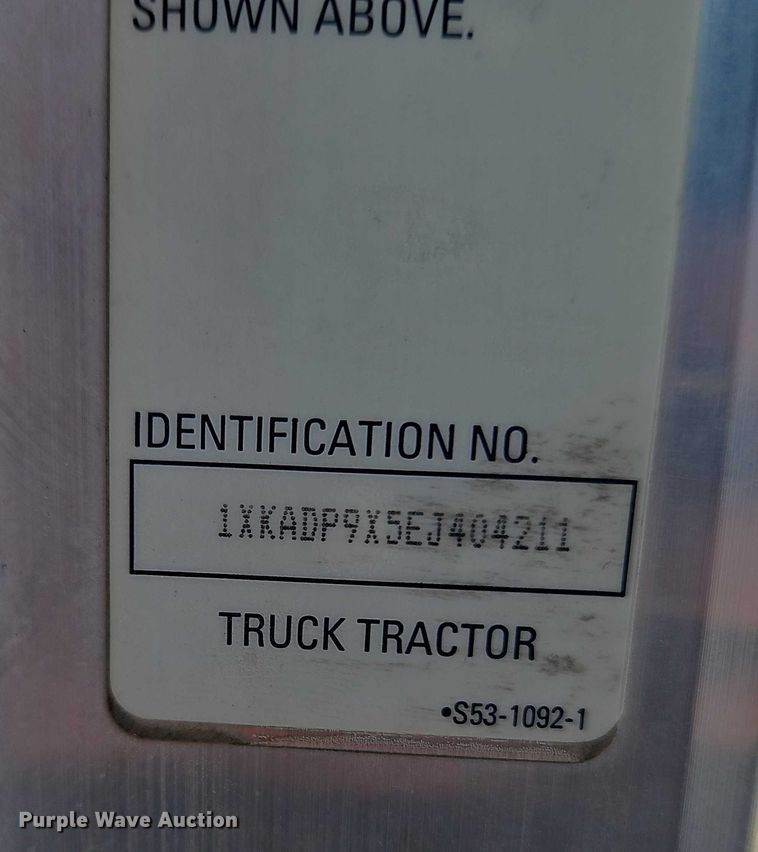 SHOWN ABOVE.
IDENTIFICATION NO.
1XKADP9X5EJ404211
TRUCK TRACTOR
•S53-1092-1
Purple Wave Auction